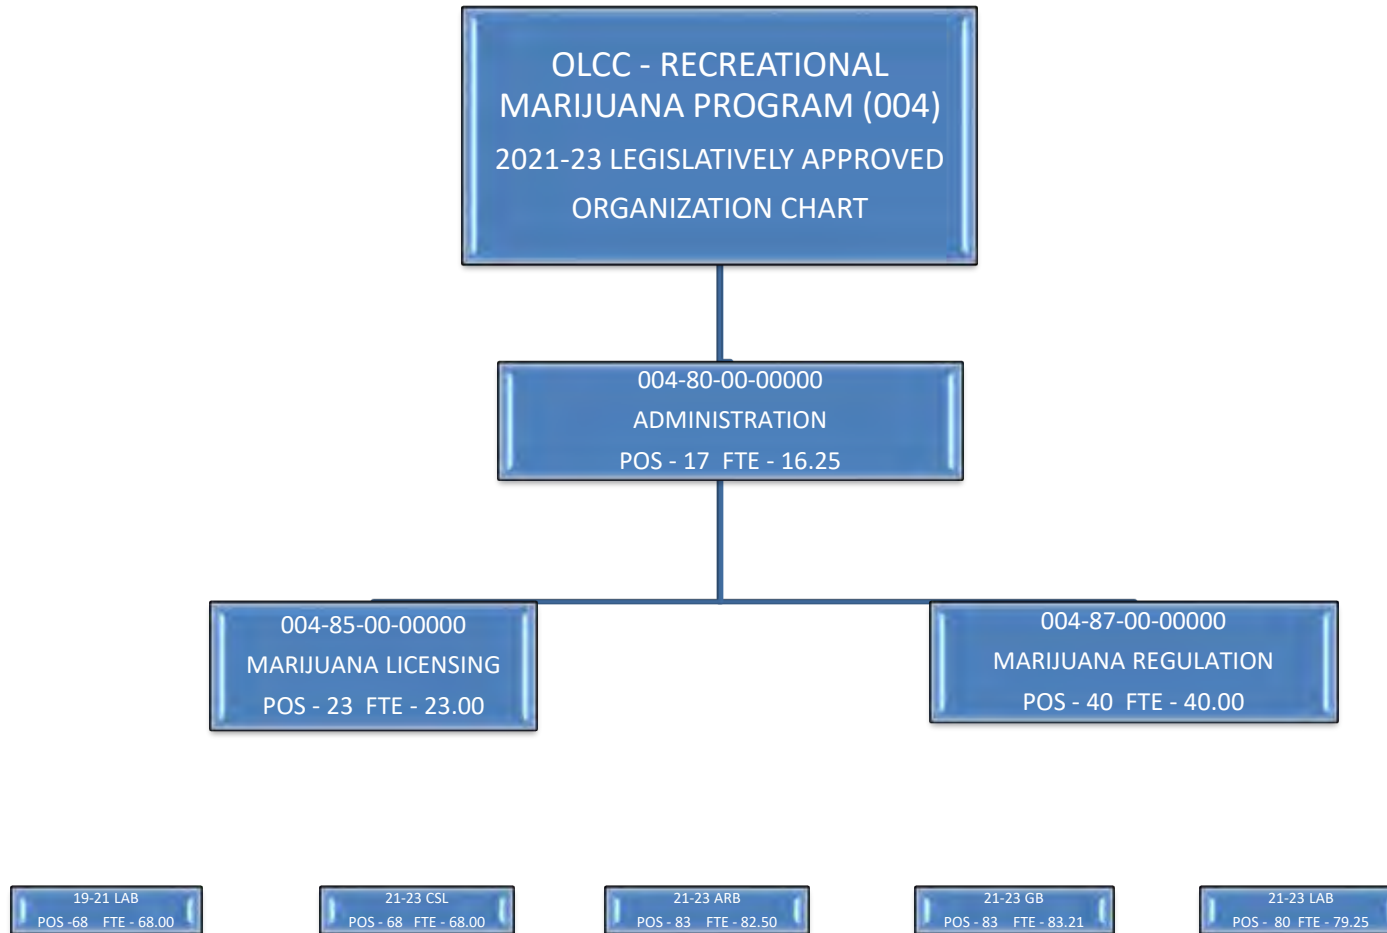 OLCC - RECREATIONAL
MARIJUANA PROGRAM (004)
2021-23 LEGISLATIVELY APPROVED
ORGANIZATION CHART
004-80-00-00000
ADMINISTRATION
POS - 17 FTE - 16.25
004-85-00-00000
MARIJUANA LICENSING
POS - 23 FTE - 23.00
004-87-00-00000
MARIJUANA REGULATION
POS - 40 FTE - 40.00
19-21 LAB
POS -68 FTE - 68.00
21-23 CSL
POS - 68 FTE - 68.00
21-23 ARB
POS - 83 FTE - 82.50
21-23 GB
POS - 83 FTE - 83.21
21-23 LAB
POS - 80 FTE - 79.25